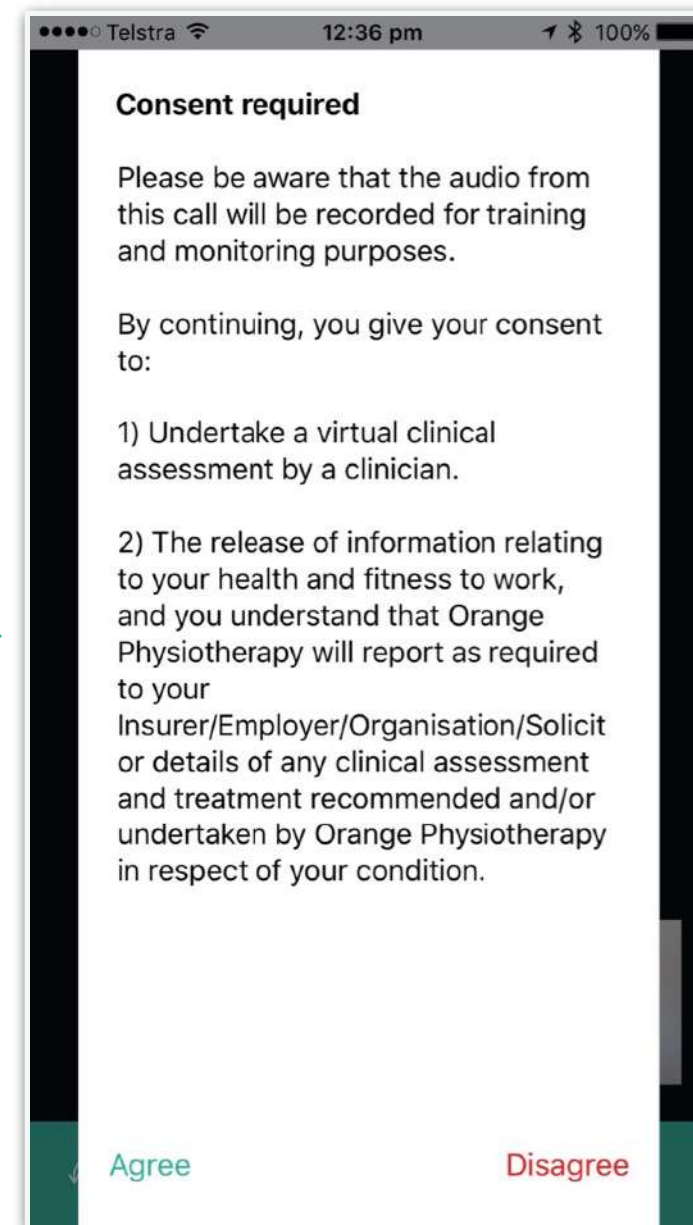 Telstra 12:36 pm 100%
Consent required
Please be aware that the audio from
this call will be recorded for training
and monitoring purposes.
By continuing, you give your consent
to:
1) Undertake a virtual clinical
assessment by a clinician.
2) The release of information relating
to your health and fitness to work,
and you understand that Orange
Physiotherapy will report as required
to your
Insurer/Employer/Organisation/Solicit
or details of any clinical assessment
and treatment recommended and/or
undertaken by Orange Physiotherapy
in respect of your condition.
Agree Disagree